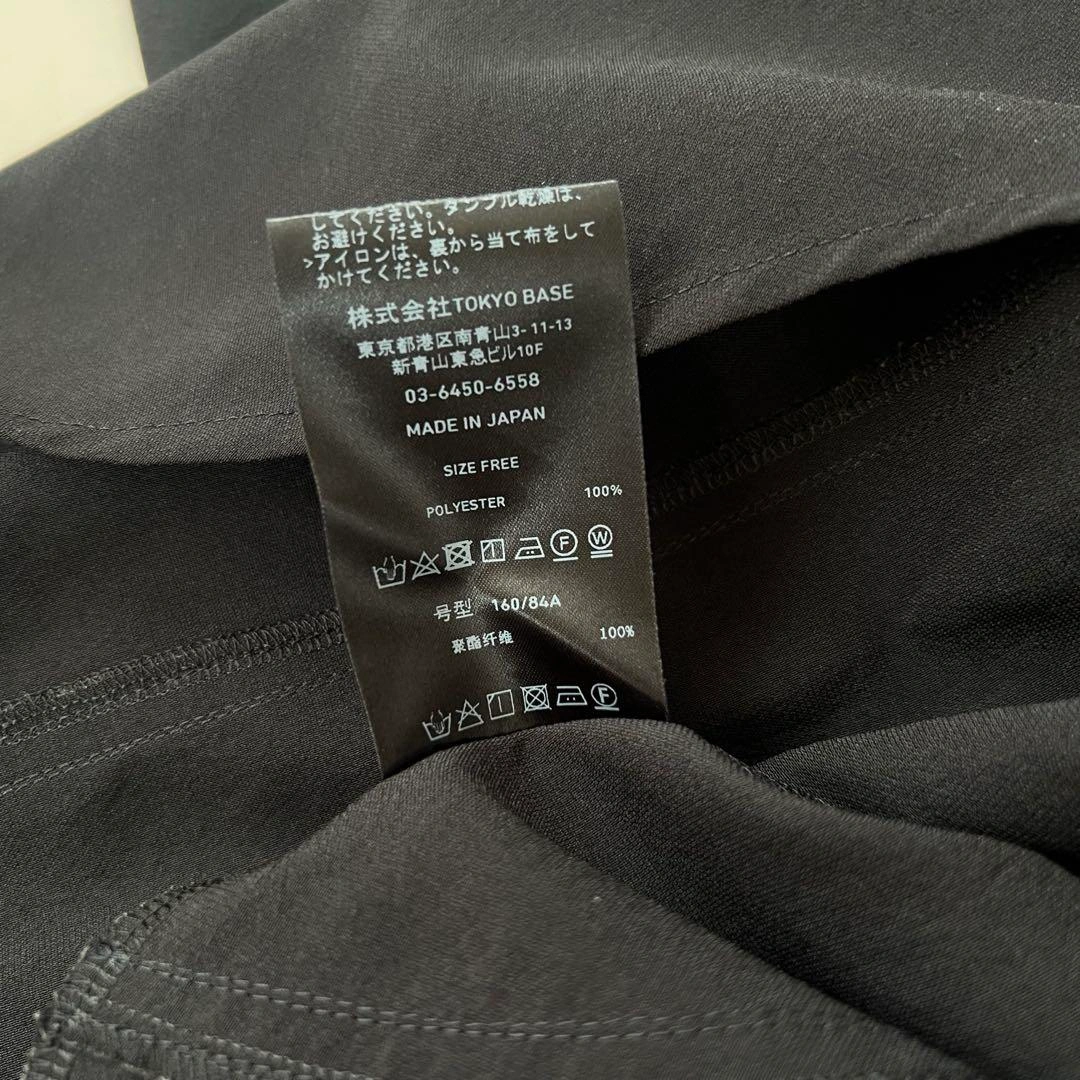 してください。タンブル乾燥は、
お避けください。
>アイロンは、裏から当て布をして
かけてください。
株式会社TOKYO BASE
東京都港区南青山3-11-13
新青山東急ビル10F
03-6450-6558
MADE IN JAPAN
SIZE FREE
POLYESTER 100%
F W
号型 160/84A
聚酯纤维 100%
F